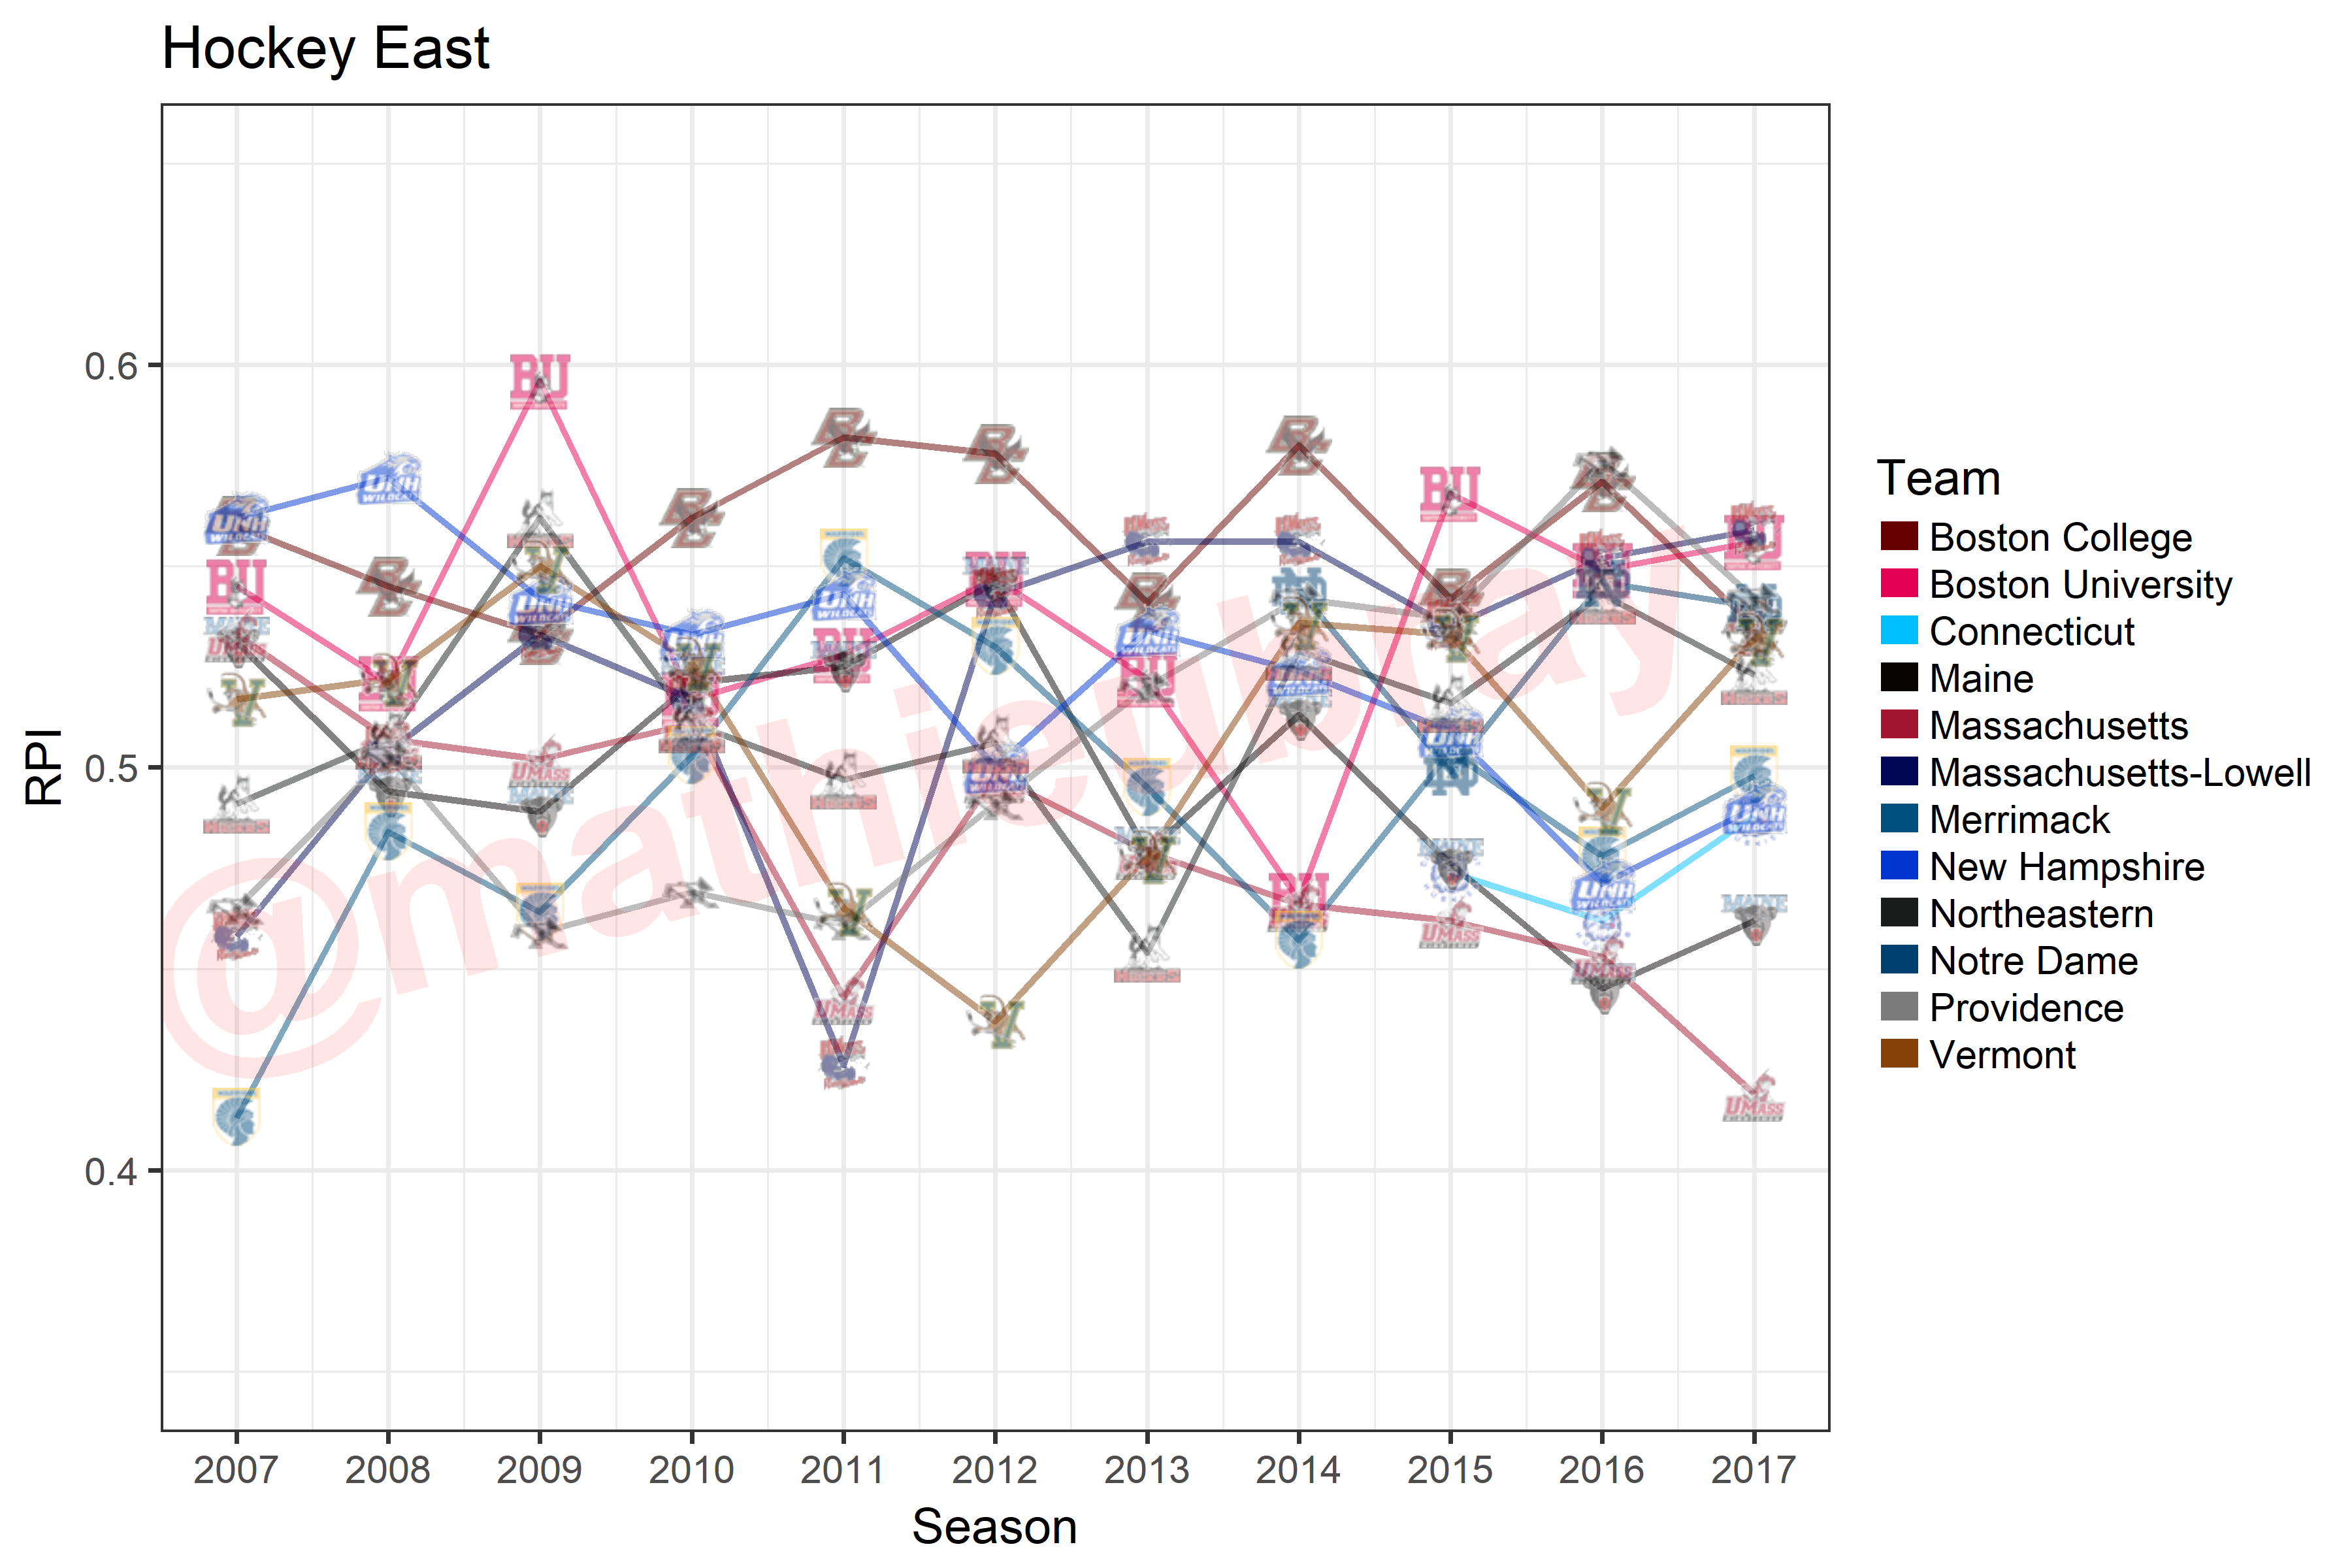 Hockey East
0.6
0.5
0.4
RPI
2007 2008 2009 2010 2011 2012 2013 2014 2015 2016 2017
Season
Team
Boston College
Boston University
Connecticut
Maine
Massachusetts
Massachusetts-Lowell
Merrimack
New Hampshire
Northeastern
Notre Dame
Providence
Vermont
@mathieubray